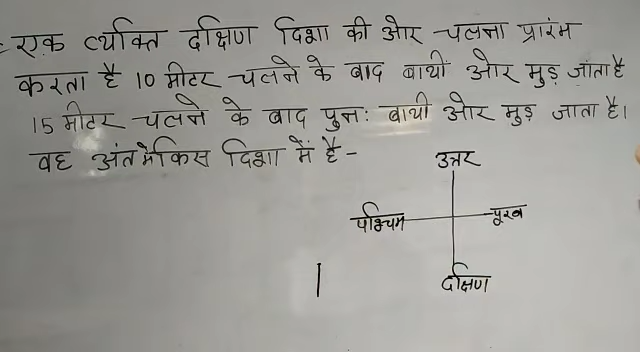 एक व्यक्ति दक्षिण दिशा की ओर चलना प्रारंभ
करता है 10 मीटर चलने के बाद बायी ओर मुड़ जाता है
15 मीटर चलने के बाद पुन: बायी ओर मुड़ जाता है।
वह अंत में किस दिशा में है -
उत्तर
पश्चिम
पूरब
दक्षिण